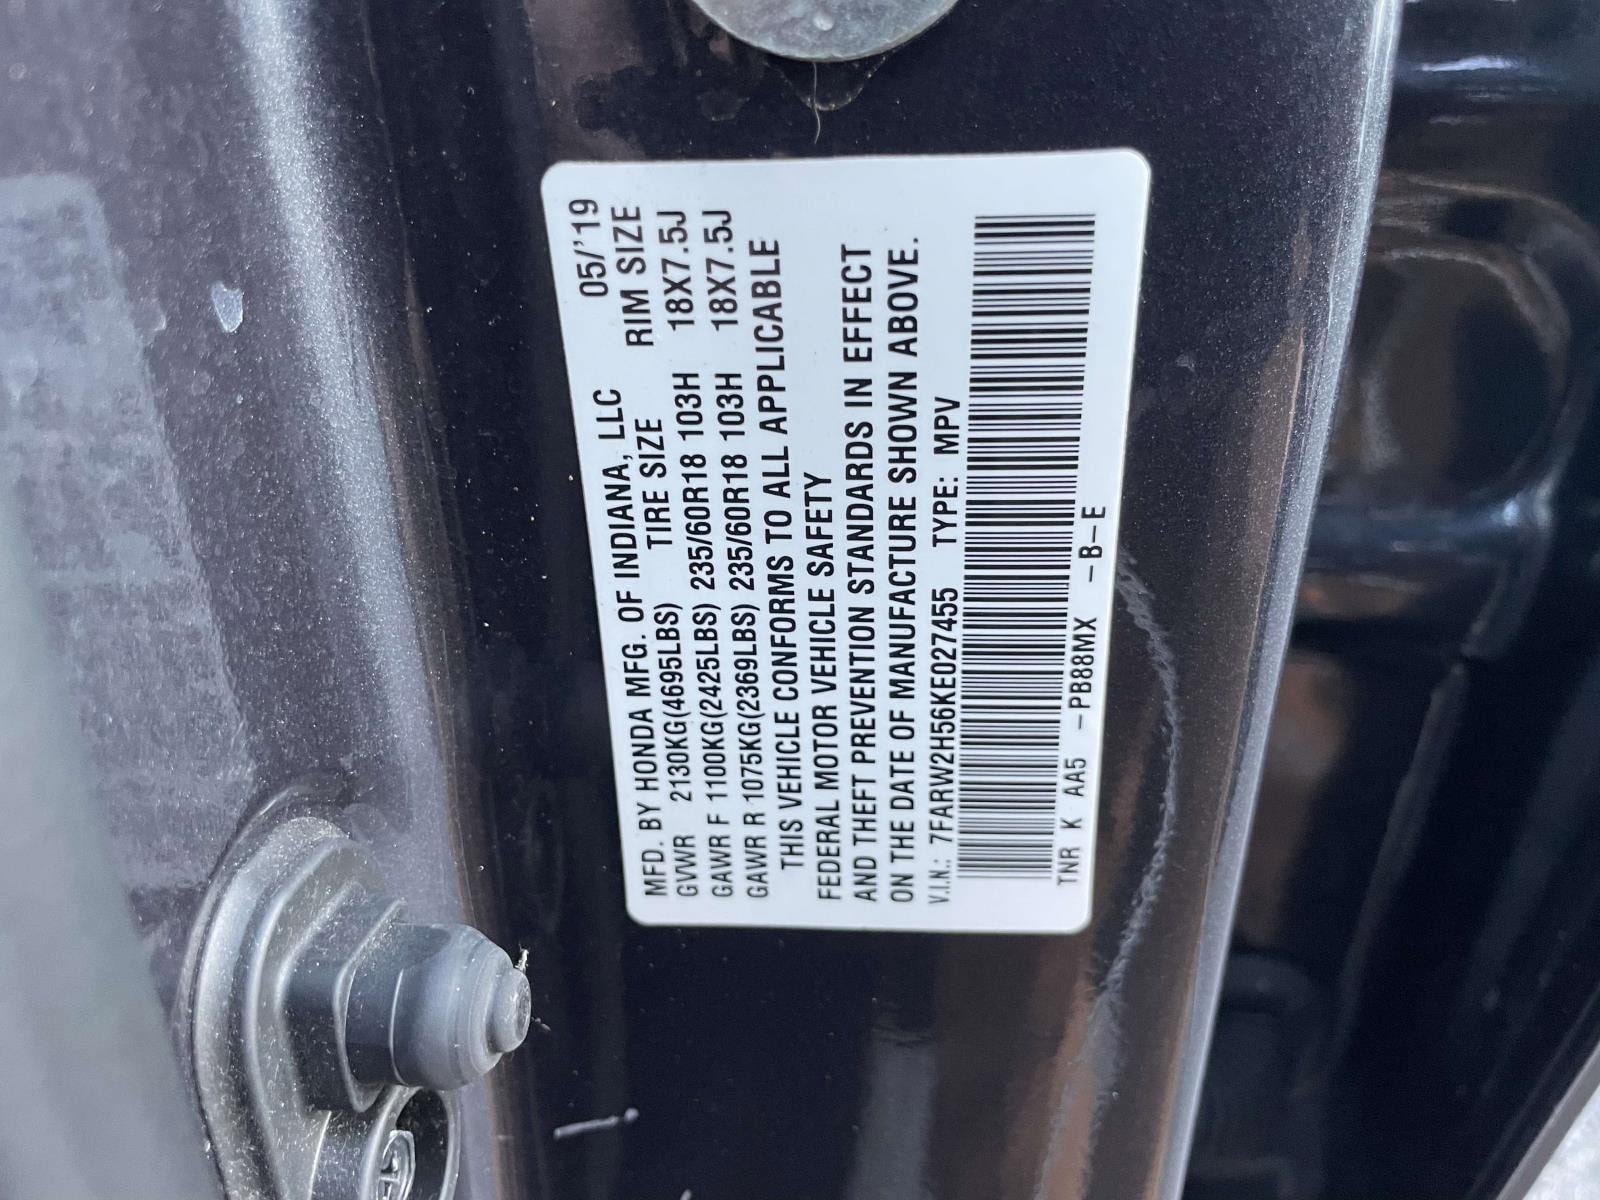 MFD. BY HONDA MFG. OF INDIANA, LLC 05/'19
GVWR 2130KG(4695LBS) TIRE SIZE RIM SIZE
GAWR F 1100KG(2425LBS) 235/60R18 103H 18X7.5J
GAWR R 1075KG(2369LBS) 235/60R18 103H 18X7.5J
THIS VEHICLE CONFORMS TO ALL APPLICABLE
FEDERAL MOTOR VEHICLE SAFETY
AND THEFT PREVENTION STANDARDS IN EFFECT
ON THE DATE OF MANUFACTURE SHOWN ABOVE.
V.I.N.: 7FARW2H56KE027455 TYPE: MPV
TNR K AA5 -PB88MX -B-E